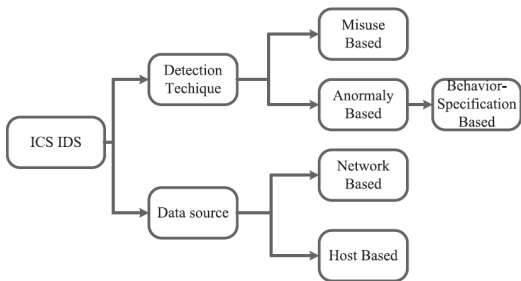 Misuse
Based
Detection
Techique
Anormaly
Based
Behavior-
Specification
Based
ICS IDS
Network
Based
Data source
Host Based